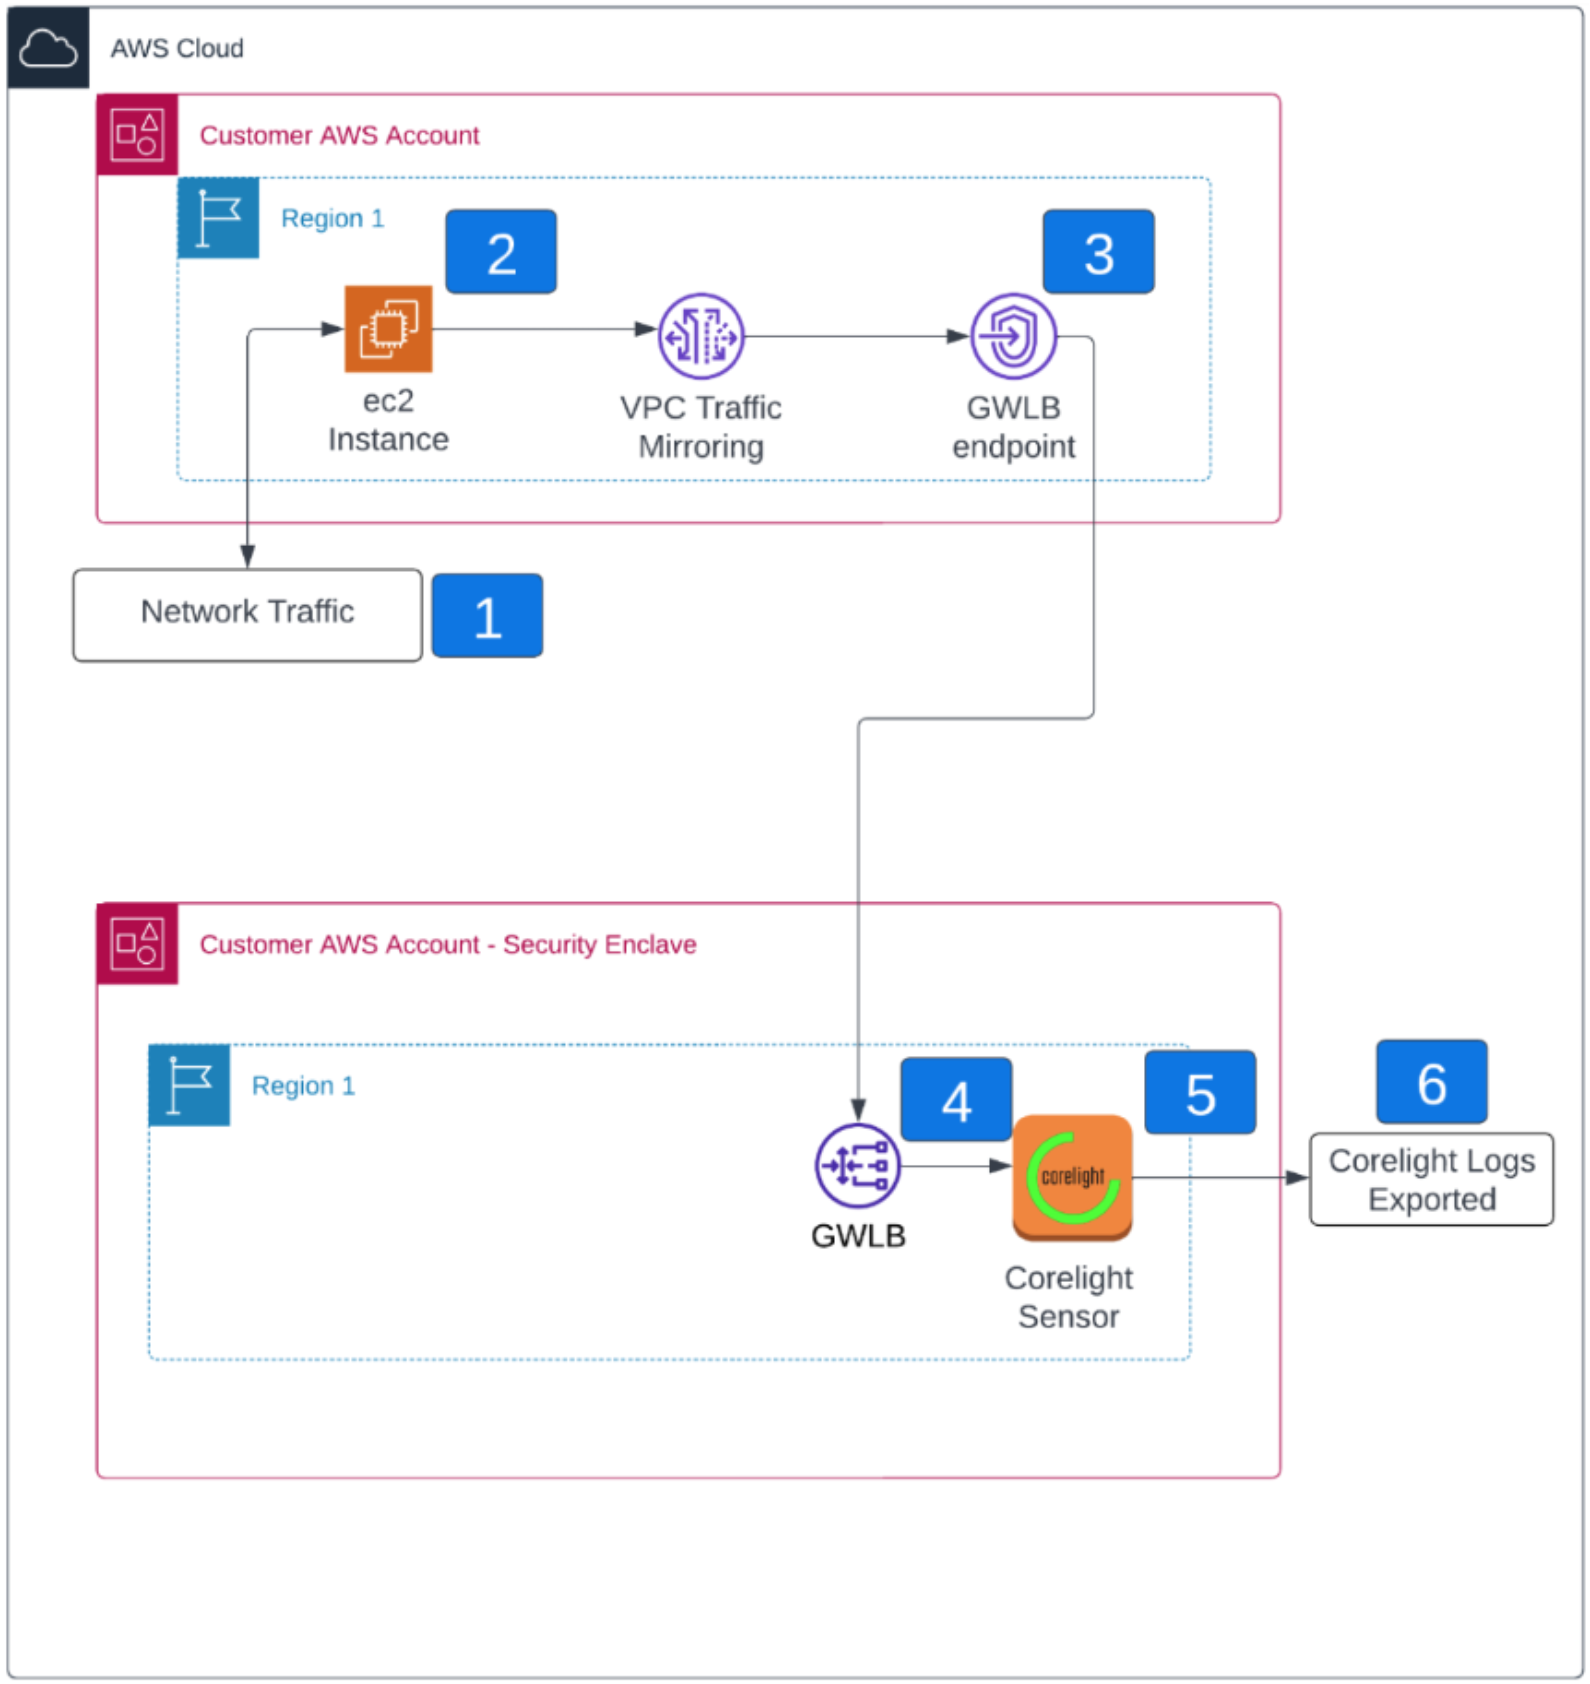 AWS Cloud
Customer AWS Account
Region 1
2
3
ec2
Instance
VPC Traffic
Mirroring
GWLB
endpoint
Network Traffic
1
Customer AWS Account - Security Enclave
Region 1
4
5
6
GWLB
corelight
Corelight
Sensor
Corelight Logs
Exported